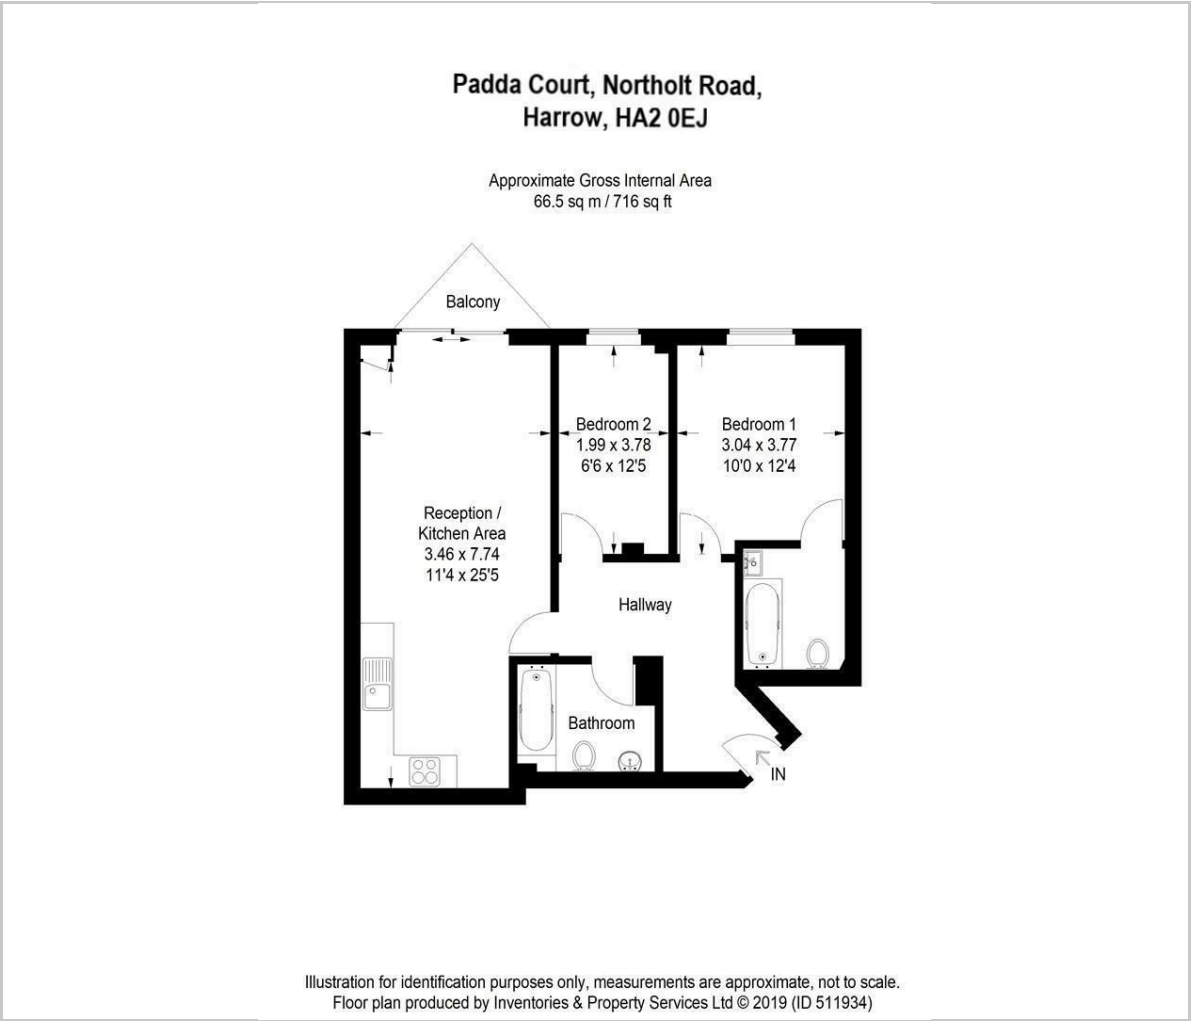 Padda Court, Northolt Road,
Harrow, HA2 0EJ
Approximate Gross Internal Area
66.5 sq m / 716 sq ft
Balcony
Bedroom 2
1.99 x 3.78
6'6 x 12'5
Bedroom 1
3.04 x 3.77
10'0 x 12'4
Reception /
Kitchen Area
3.46 x 7.74
11'4 x 25'5
Hallway
Bathroom
IN
Illustration for identification purposes only, measurements are approximate, not to scale.
Floor plan produced by Inventories & Property Services Ltd © 2019 (ID 511934)